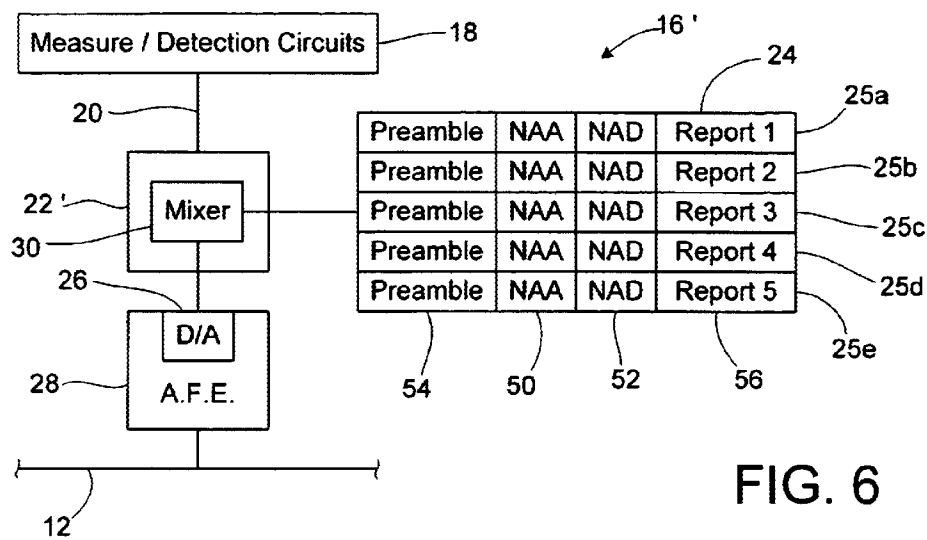 Measure / Detection Circuits
18
16'
20
24
25a
Preamble NAA NAD Report 1
Preamble NAA NAD Report 2
25b
22'
Mixer
Preamble NAA NAD Report 3
25c
30
Preamble NAA NAD Report 4
25d
26
Preamble NAA NAD Report 5
25e
D/A
28
A.F.E.
54
50
52
56
12
FIG. 6